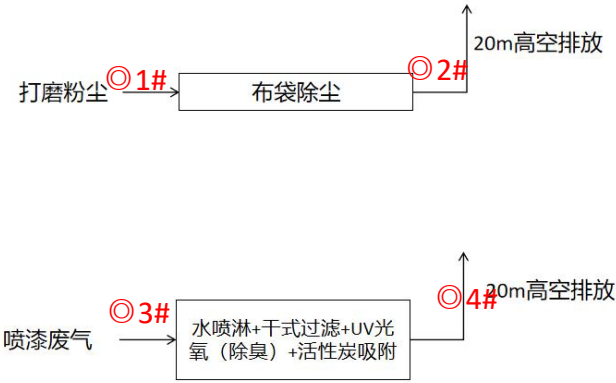 20m高空排放
打磨粉尘
◎1#
布袋除尘
◎2#
20m高空排放
喷漆废气
◎3#
水喷淋+干式过滤+UV光
氧（除臭）+活性炭吸附
◎4#